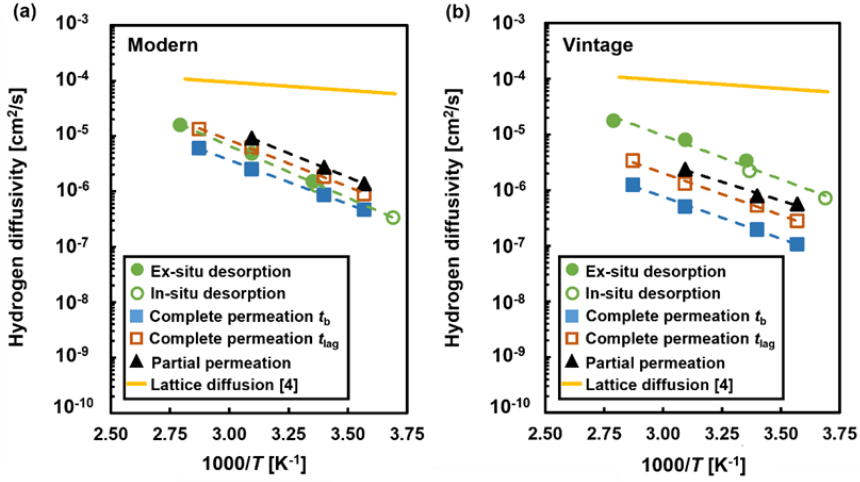 (a)
Modern
Hydrogen diffusivity [cm²/s]
10⁻³
10⁻⁴
10⁻⁵
10⁻⁶
10⁻⁷
10⁻⁸
10⁻⁹
10⁻¹⁰
Ex-situ desorption
In-situ desorption
Complete permeation t_b
Complete permeation t_lag
Partial permeation
Lattice diffusion [4]
2.50 2.75 3.00 3.25 3.50 3.75
1000/T [K⁻¹]
(b)
Vintage
Hydrogen diffusivity [cm²/s]
10⁻³
10⁻⁴
10⁻⁵
10⁻⁶
10⁻⁷
10⁻⁸
10⁻⁹
10⁻¹⁰
Ex-situ desorption
In-situ desorption
Complete permeation t_b
Complete permeation t_lag
Partial permeation
Lattice diffusion [4]
2.50 2.75 3.00 3.25 3.50 3.75
1000/T [K⁻¹]